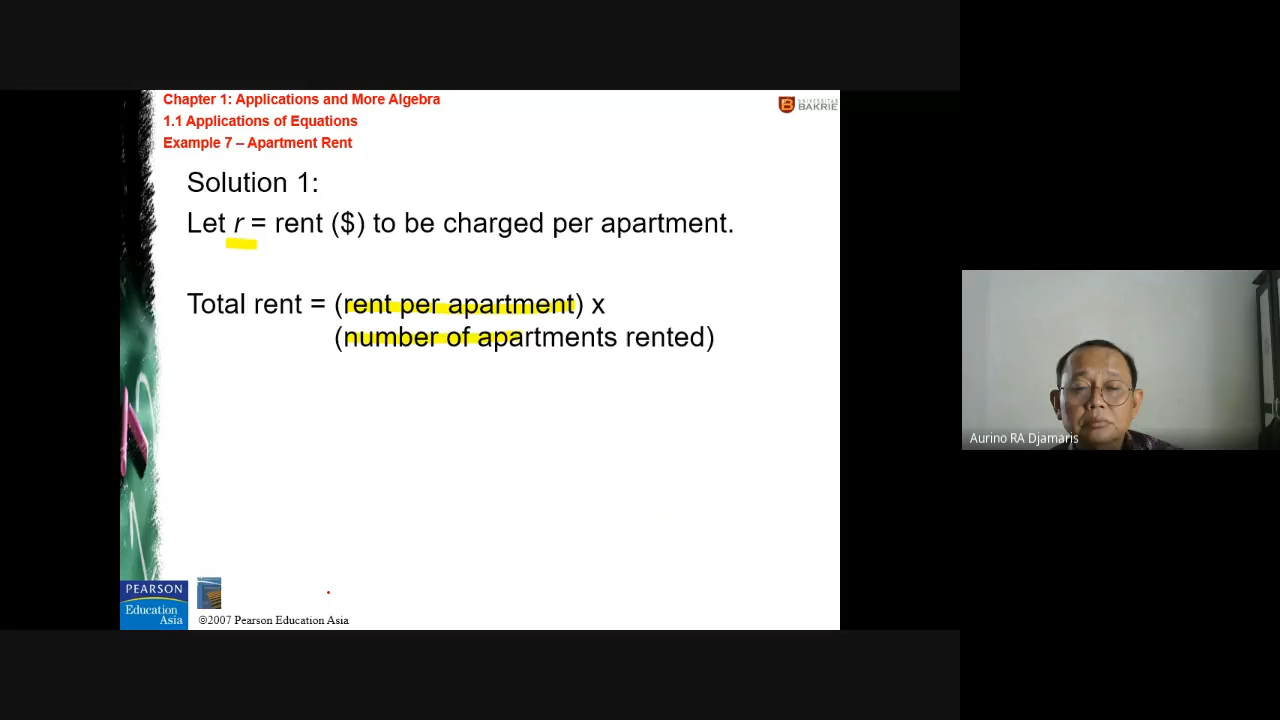 Chapter 1: Applications and More Algebra
1.1 Applications of Equations
Example 7 – Apartment Rent
UNIVERSITAS
BAKRIE
Solution 1:
Let r = rent ($) to be charged per apartment.
Total rent = (rent per apartment) x
(number of apartments rented)
Aurino RA Djamaris
PEARSON
Education
Asia
©2007 Pearson Education Asia